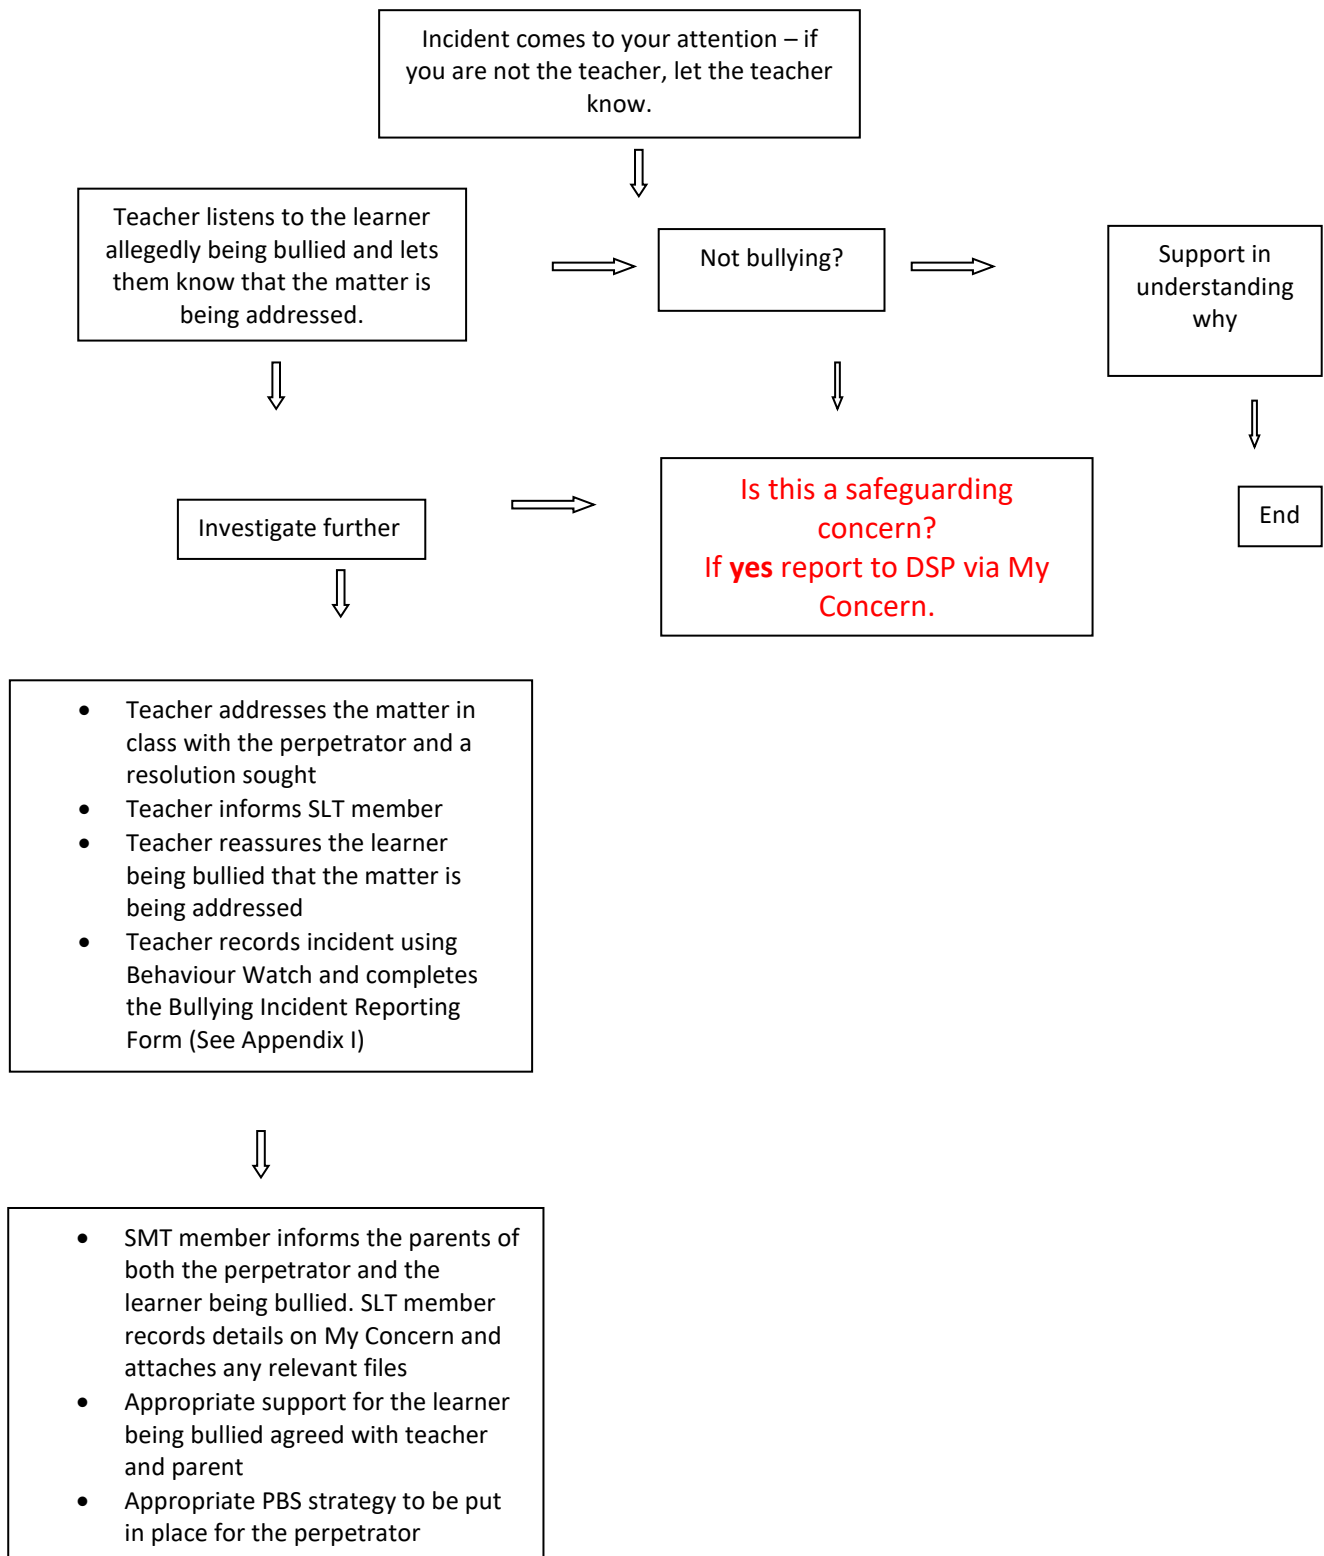 Incident comes to your attention – if
you are not the teacher, let the teacher
know.
Teacher listens to the learner
allegedly being bullied and lets
them know that the matter is
being addressed.
Not bullying?
Support in
understanding
why
Investigate further
Is this a safeguarding
concern?
If yes report to DSP via My
Concern.
End
• Teacher addresses the matter in
class with the perpetrator and a
resolution sought
• Teacher informs SLT member
• Teacher reassures the learner
being bullied that the matter is
being addressed
• Teacher records incident using
Behaviour Watch and completes
the Bullying Incident Reporting
Form (See Appendix I)
• SMT member informs the parents of
both the perpetrator and the
learner being bullied. SLT member
records details on My Concern and
attaches any relevant files
• Appropriate support for the learner
being bullied agreed with teacher
and parent
• Appropriate PBS strategy to be put
in place for the perpetrator